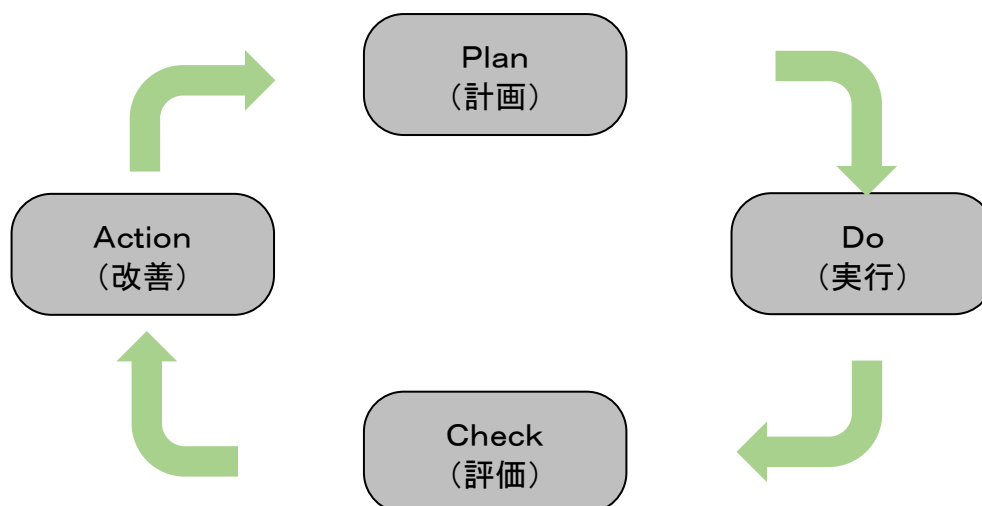 Plan
（計画）
Action
（改善）
Do
（実行）
Check
（評価）